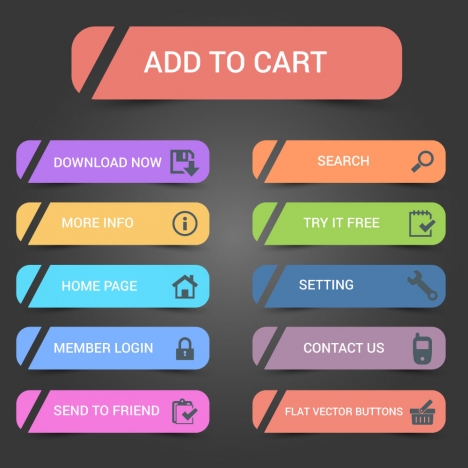 ADD TO CART
DOWNLOAD NOW
SEARCH
MORE INFO
TRY IT FREE
HOME PAGE
SETTING
MEMBER LOGIN
CONTACT US
SEND TO FRIEND
FLAT VECTOR BUTTONS